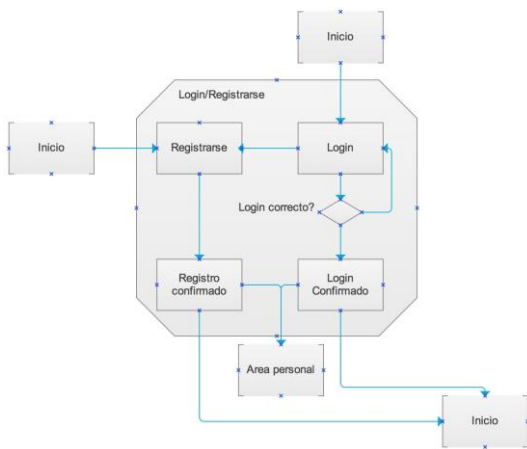 Inicio
Login/Registrarse
Inicio
Registrarse
Login
Login correcto?
Registro
confirmado
Login
Confirmado
Area personal
Inicio